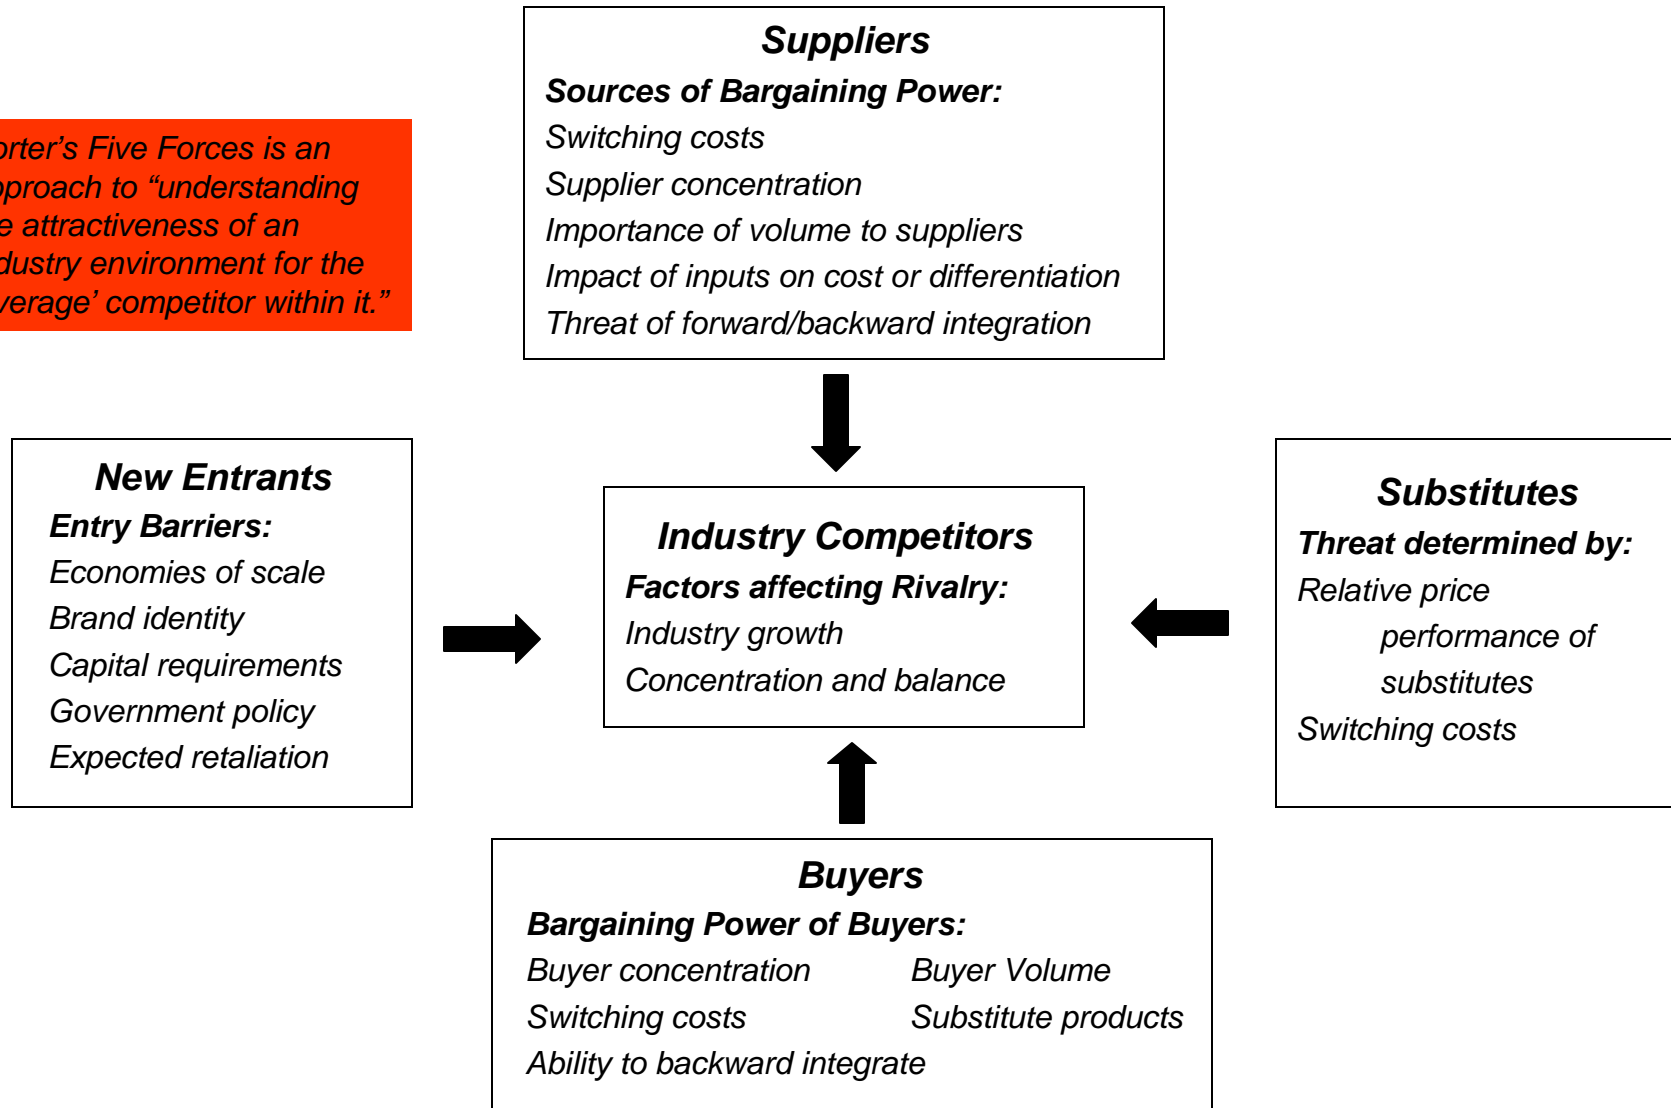 Suppliers
Sources of Bargaining Power:
Switching costs
Supplier concentration
Importance of volume to suppliers
Impact of inputs on cost or differentiation
Threat of forward/backward integration
orter’s Five Forces is an
pproach to “understanding
e attractiveness of an
dustry environment for the
verage’ competitor within it.”
New Entrants
Entry Barriers:
Economies of scale
Brand identity
Capital requirements
Government policy
Expected retaliation
Industry Competitors
Factors affecting Rivalry:
Industry growth
Concentration and balance
Substitutes
Threat determined by:
Relative price
performance of
substitutes
Switching costs
Buyers
Bargaining Power of Buyers:
Buyer concentration Buyer Volume
Switching costs Substitute products
Ability to backward integrate